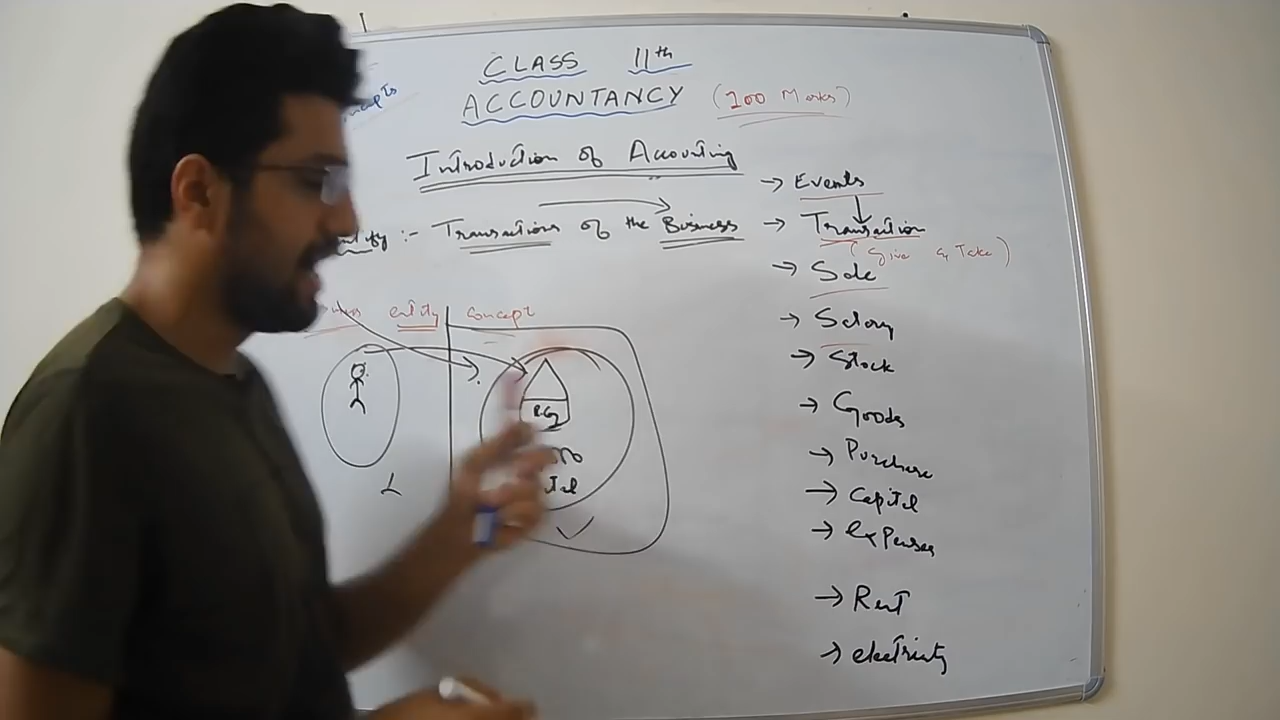 CLASS 11th
ACCOUNTANCY (100 Marks)
Introduction of Accounting
:- Transactions of the Business
entity concept
→ Events
→ Transaction
(Give & Take)
→ Sale
→ Salary
→ Stock
→ Goods
→ Purchase
→ Capital
→ Expenses
→ Rent
→ electricity